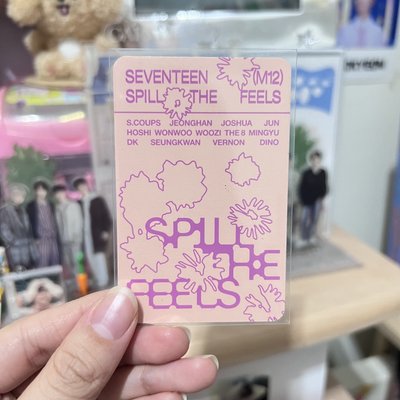 SEVENTEEN (M12)
SPILL THE FEELS
S.COUPS JEONGHAN JOSHUA JUN
HOSHI WONWOO WOOZI THE 8 MINGYU
DK SEUNGKWAN VERNON DINO
SPILL
THE
FEELS